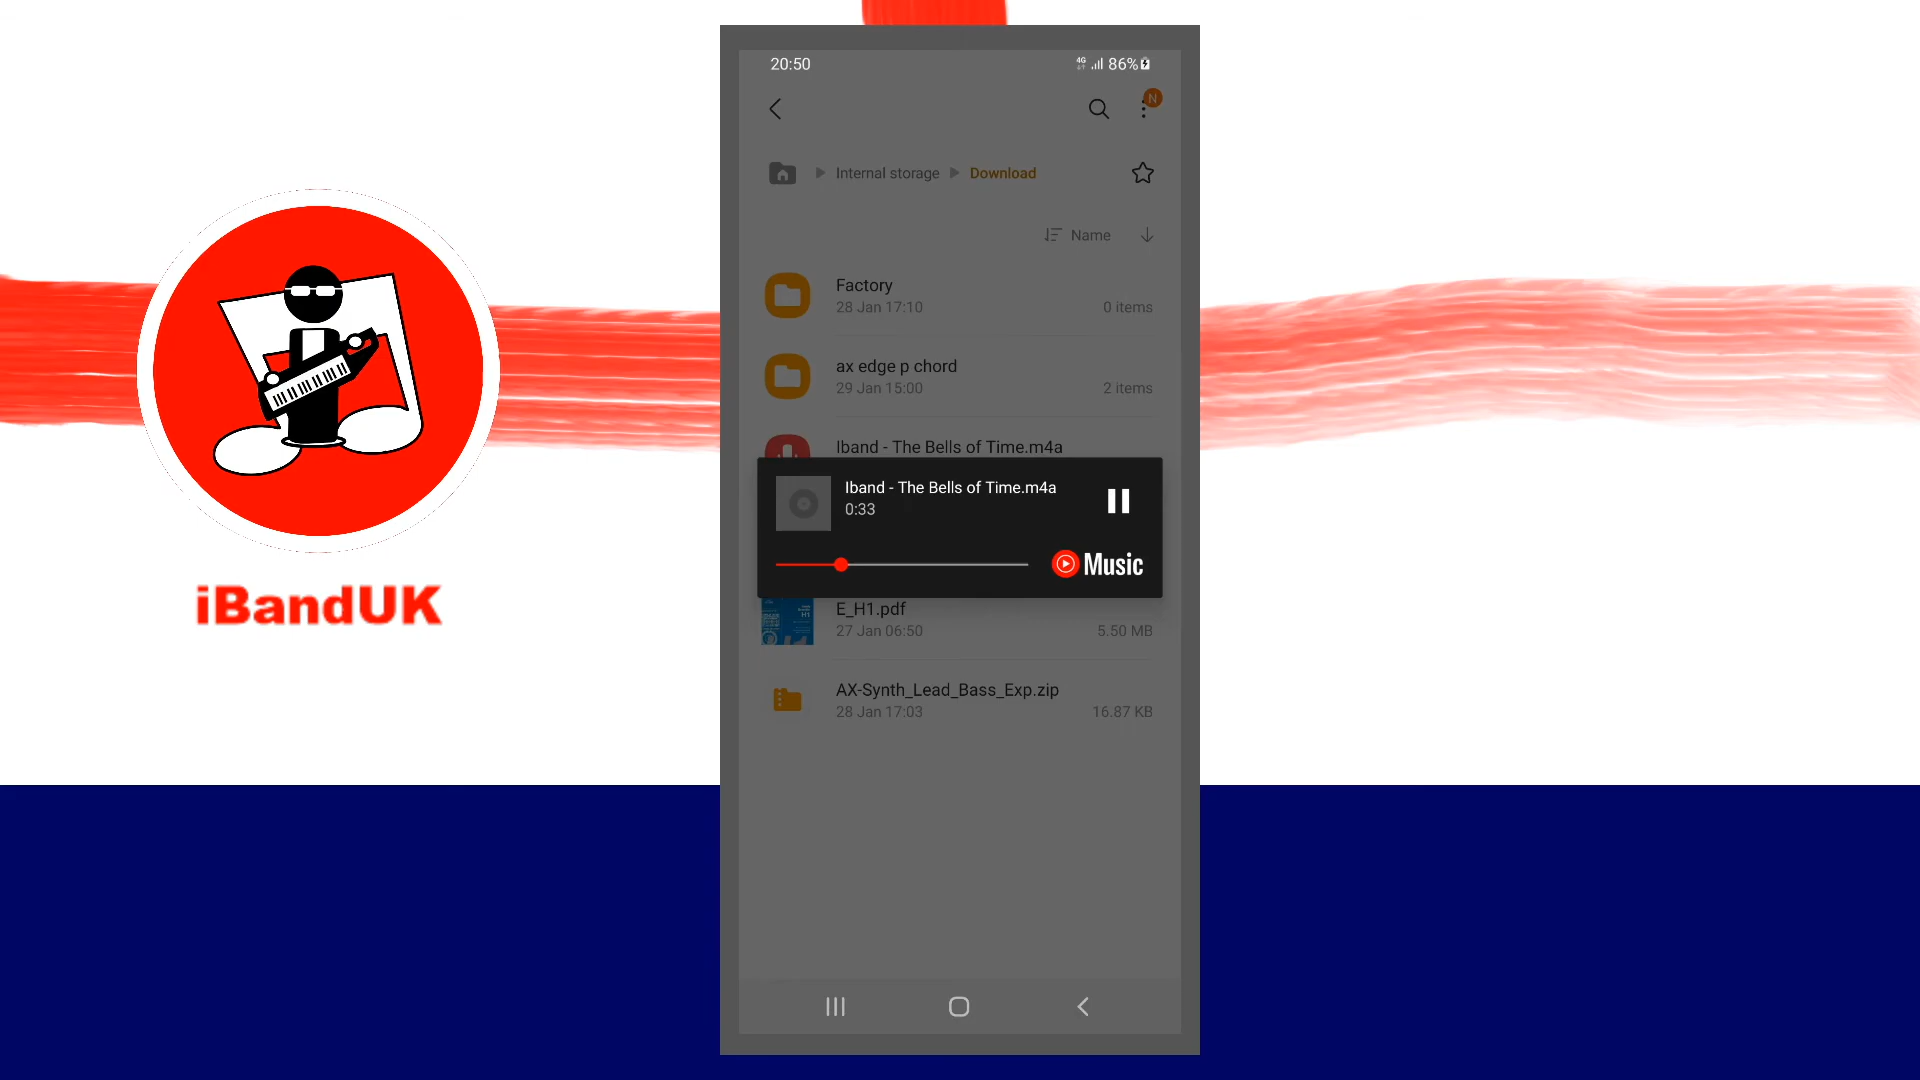 20:50
4G 86%
N
Internal storage Download
Name
Factory
28 Jan 17:10 0 items
ax edge p chord
29 Jan 15:00 2 items
Iband - The Bells of Time.m4a
Iband - The Bells of Time.m4a
0:33
Music
E_H1.pdf
27 Jan 06:50 5.50 MB
AX-Synth_Lead_Bass_Exp.zip
28 Jan 17:03 16.87 KB
iBandUK